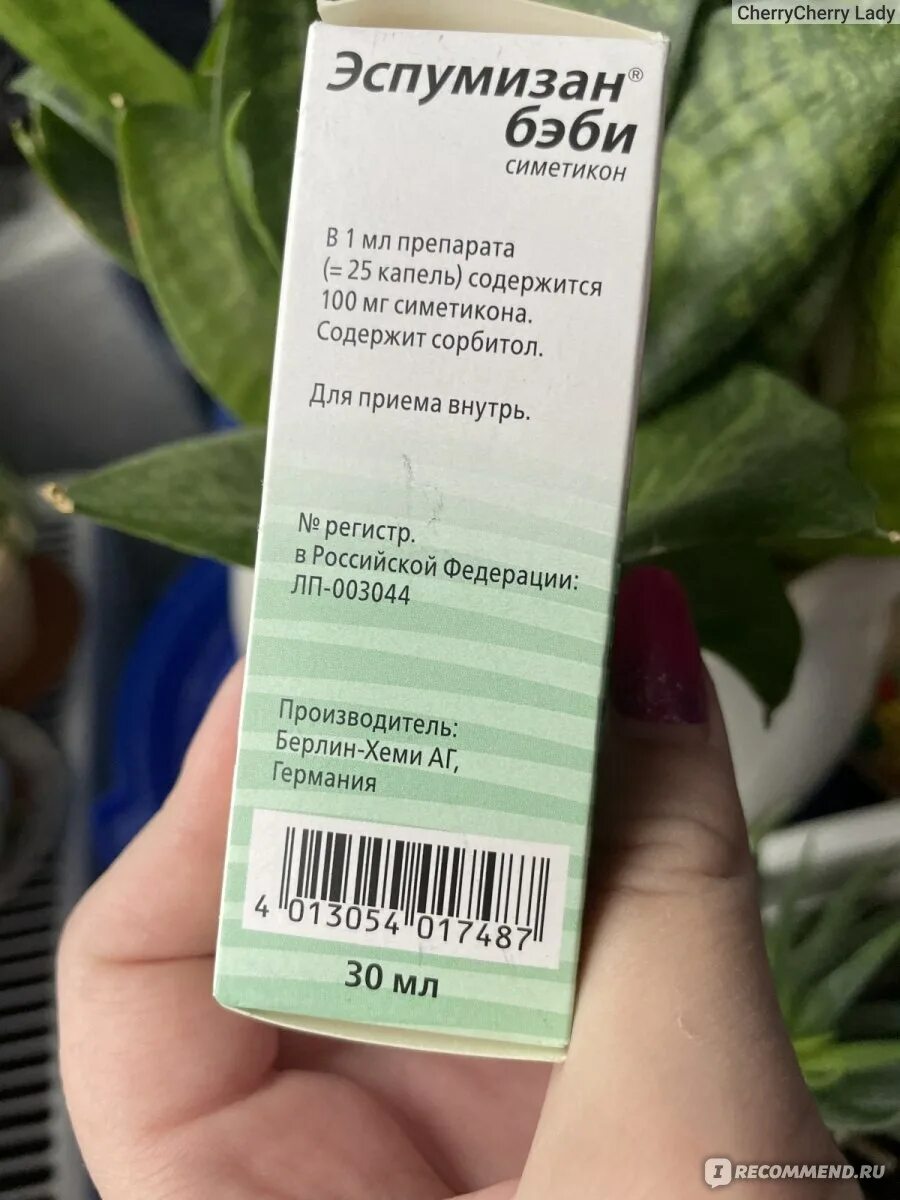 CherryCherry Lady
Эспумизан®
бэби
симетикон
В 1 мл препарата
(= 25 капель) содержится
100 мг симетикона.
Содержит сорбитол.
Для приема внутрь.
№ регистр.
в Российской Федерации:
ЛП-003044
Производитель:
Берлин-Хеми АГ,
Германия
4 013054 017487
30 мл
IRECOMMEND.RU